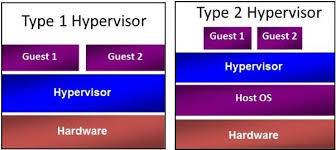 Type 1 Hypervisor
Guest 1 Guest 2
Hypervisor
Hardware
Type 2 Hypervisor
Guest 1 Guest 2
Hypervisor
Host OS
Hardware